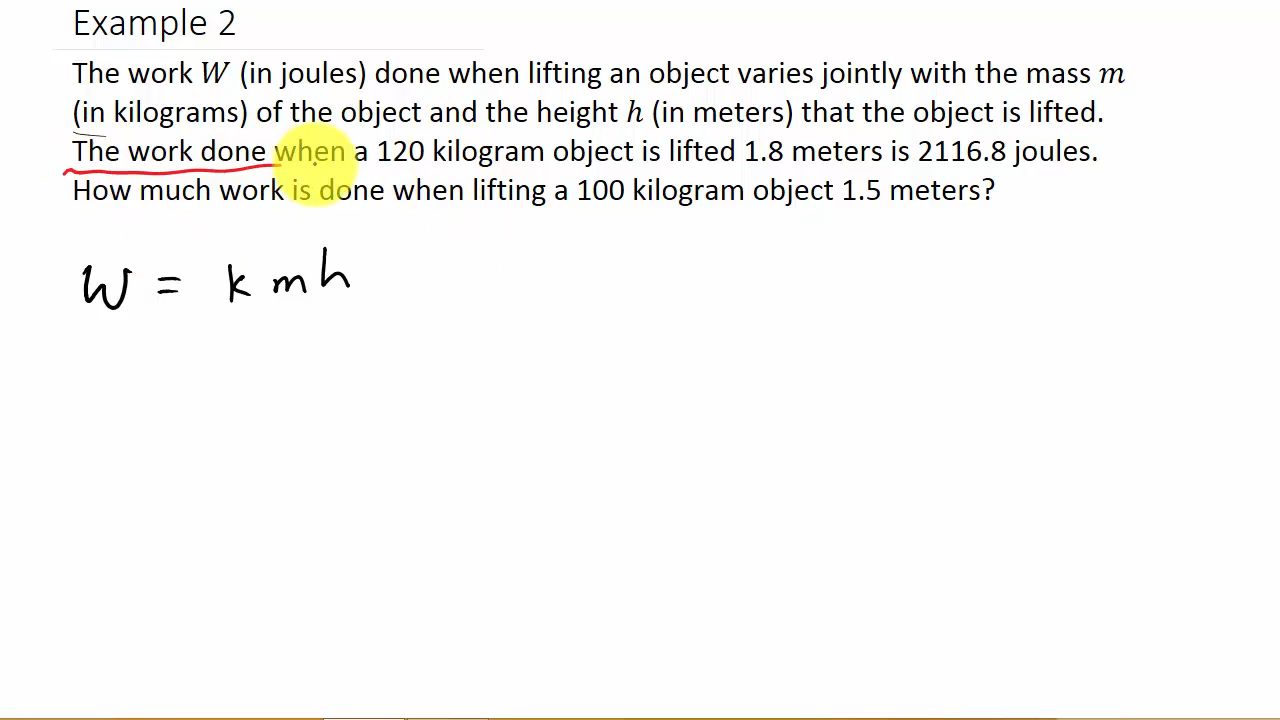 Example 2
The work W (in joules) done when lifting an object varies jointly with the mass m
(in kilograms) of the object and the height h (in meters) that the object is lifted.
The work done when a 120 kilogram object is lifted 1.8 meters is 2116.8 joules.
How much work is done when lifting a 100 kilogram object 1.5 meters?
W = k m h